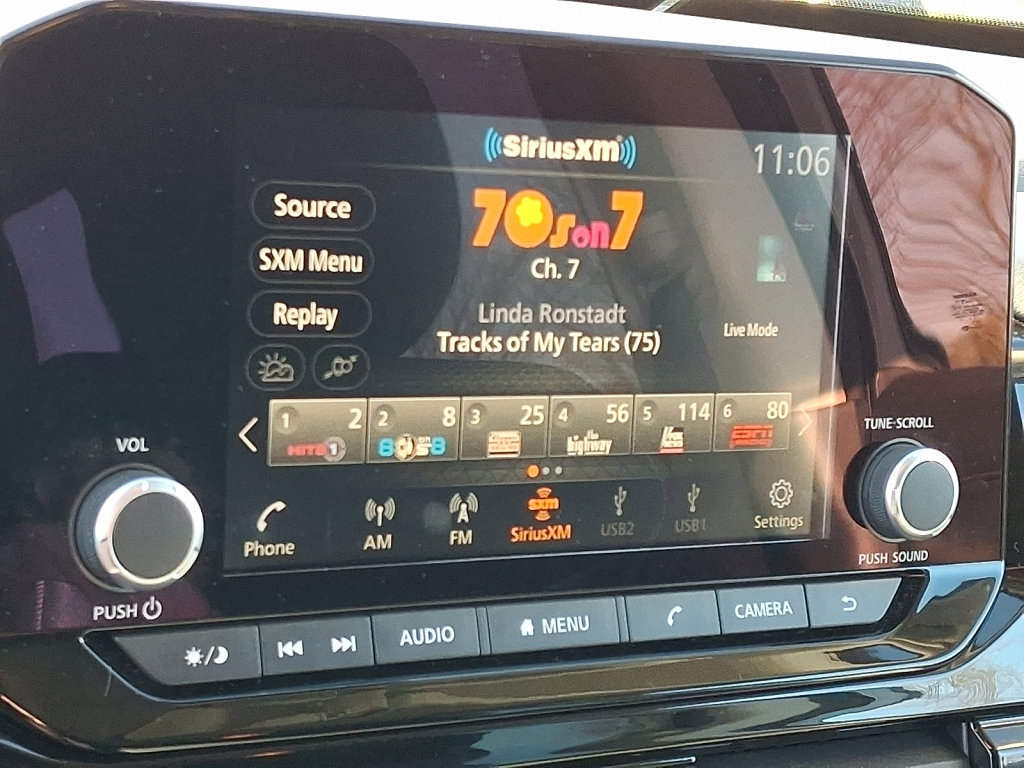 SiriusXM
11:06
Source
70s on 7
SXM Menu
Ch. 7
Replay
Linda Ronstadt
Tracks of My Tears (75)
Live Mode
1 2
2 8
3 25
4 56
5 114
6 80
HITS 1
80s on 8
the highway
FOX NEWS
ESPN
VOL
TUNE·SCROLL
Phone
AM
FM
sxm
SiriusXM
USB2
USB1
Settings
PUSH
PUSH SOUND
AUDIO
MENU
CAMERA